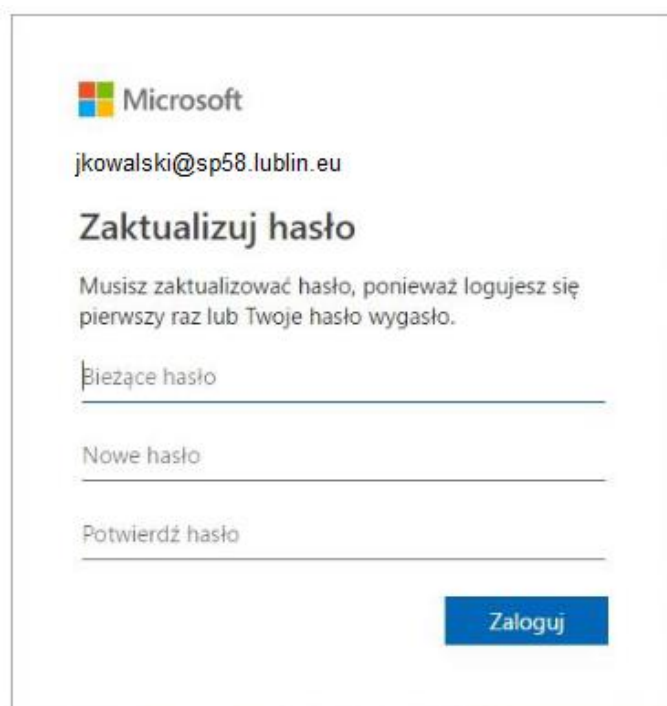 Microsoft
jkowalski@sp58.lublin.eu
Zaktualizuj hasło
Musisz zaktualizować hasło, ponieważ logujesz się
pierwszy raz lub Twoje hasło wygasło.
Bieżące hasło
Nowe hasło
Potwierdź hasło
Zaloguj